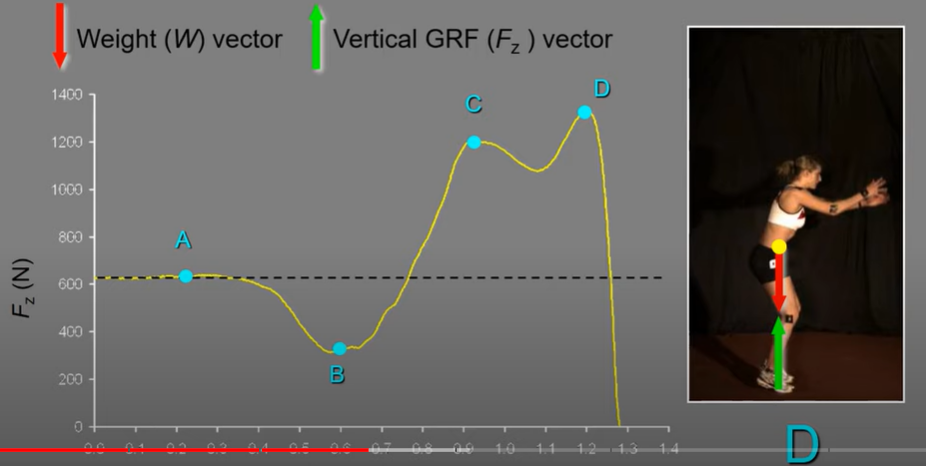 Weight (W) vector
Vertical GRF (Fz) vector
1400
1200
1000
800
600
400
200
0
Fz (N)
A
B
C
D
0.0 0.1 0.2 0.3 0.4 0.5 0.6 0.7 0.8 0.9 1.0 1.1 1.2 1.3 1.4
D